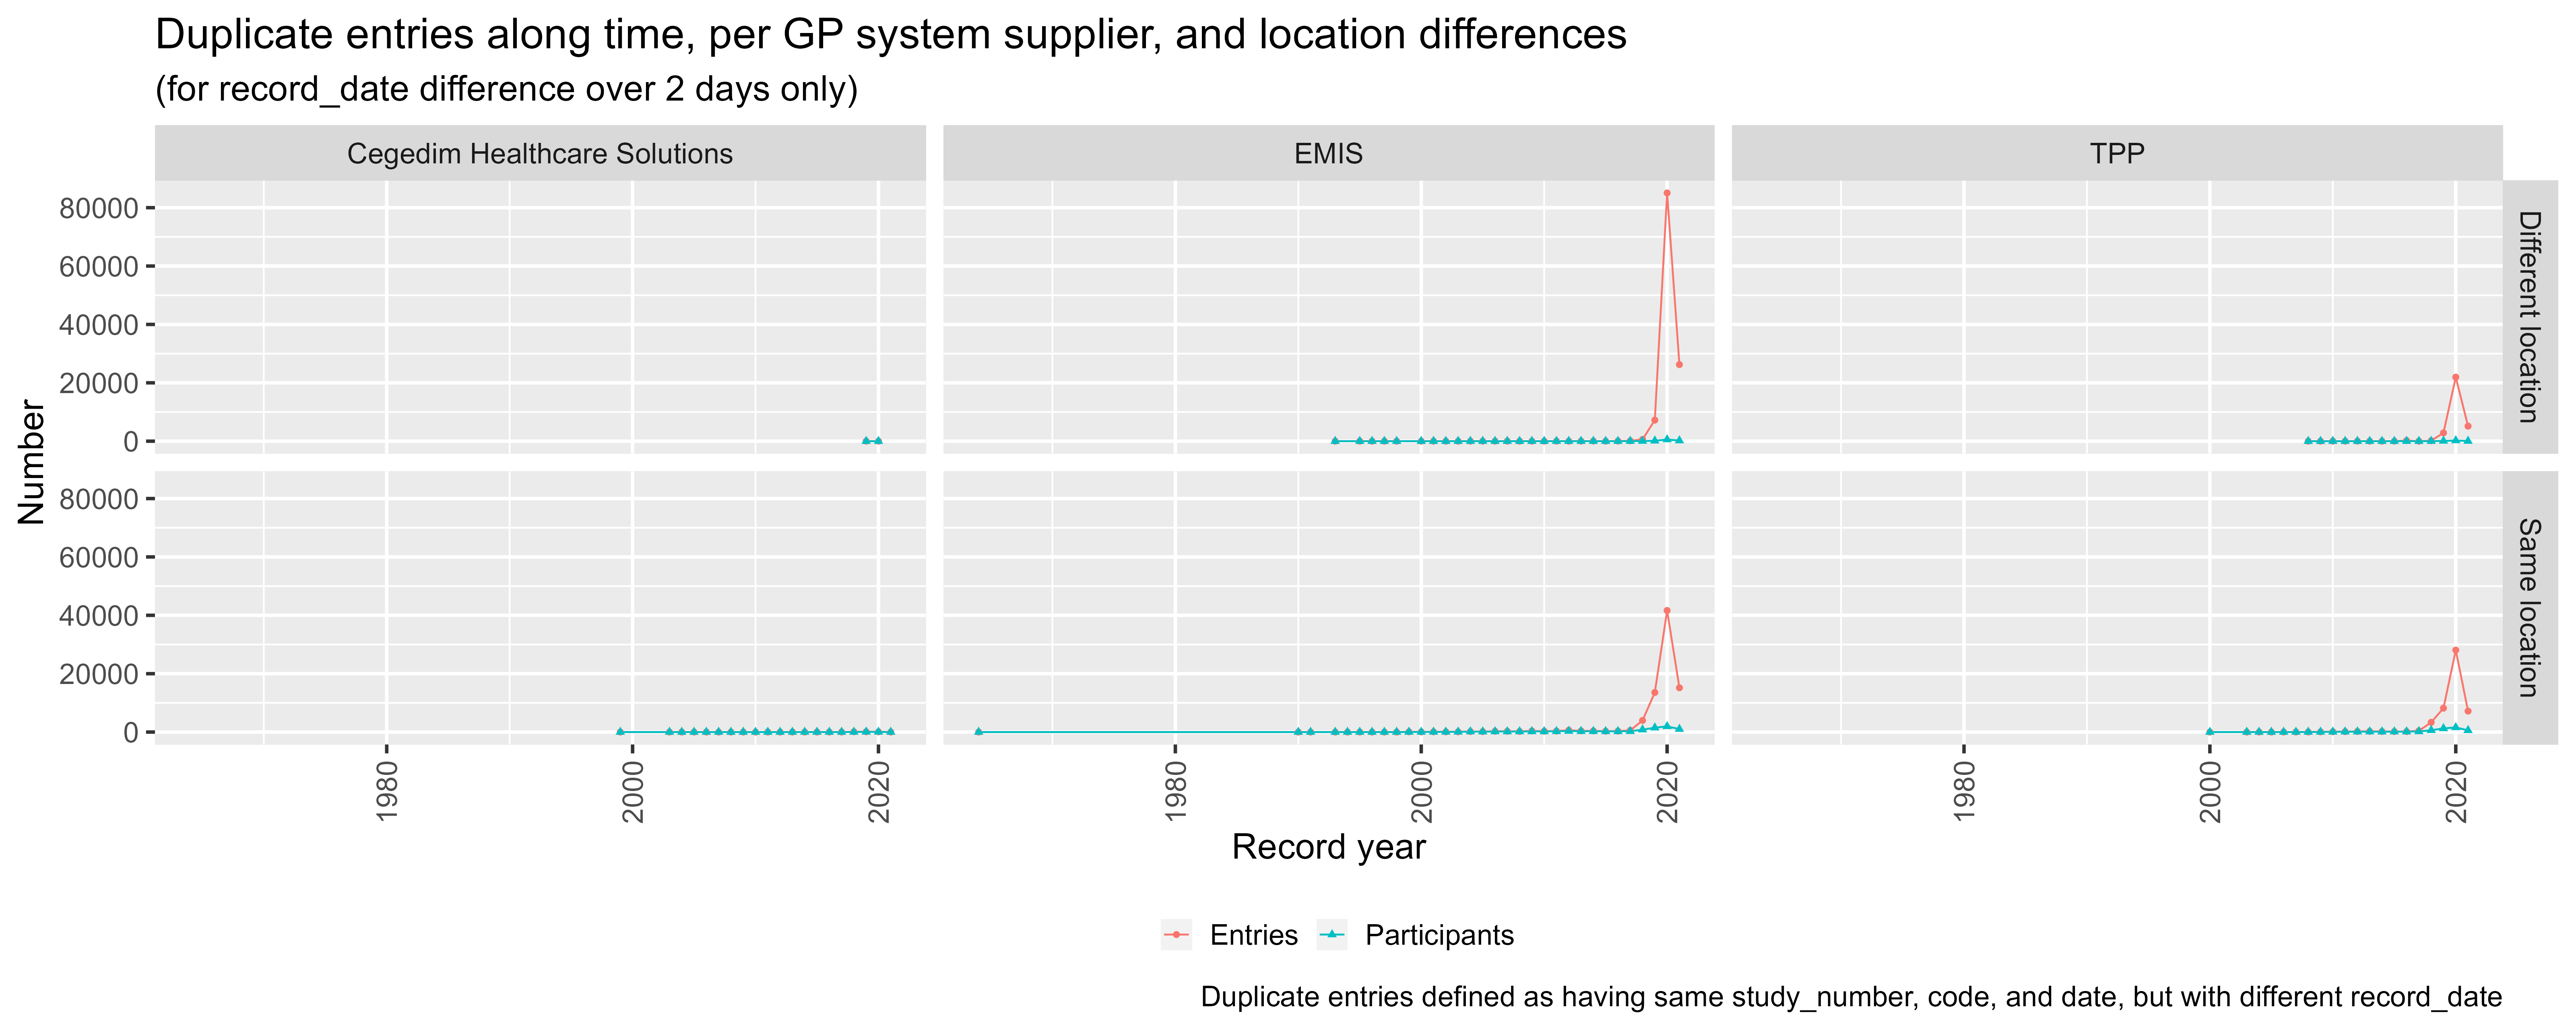 Duplicate entries along time, per GP system supplier, and location differences
(for record_date difference over 2 days only)
Cegedim Healthcare Solutions
EMIS
TPP
80000
60000
40000
20000
0
Different location
80000
60000
40000
20000
0
Same location
Number
1980
2000
2020
1980
2000
2020
1980
2000
2020
Record year
Entries
Participants
Duplicate entries defined as having same study_number, code, and date, but with different record_date